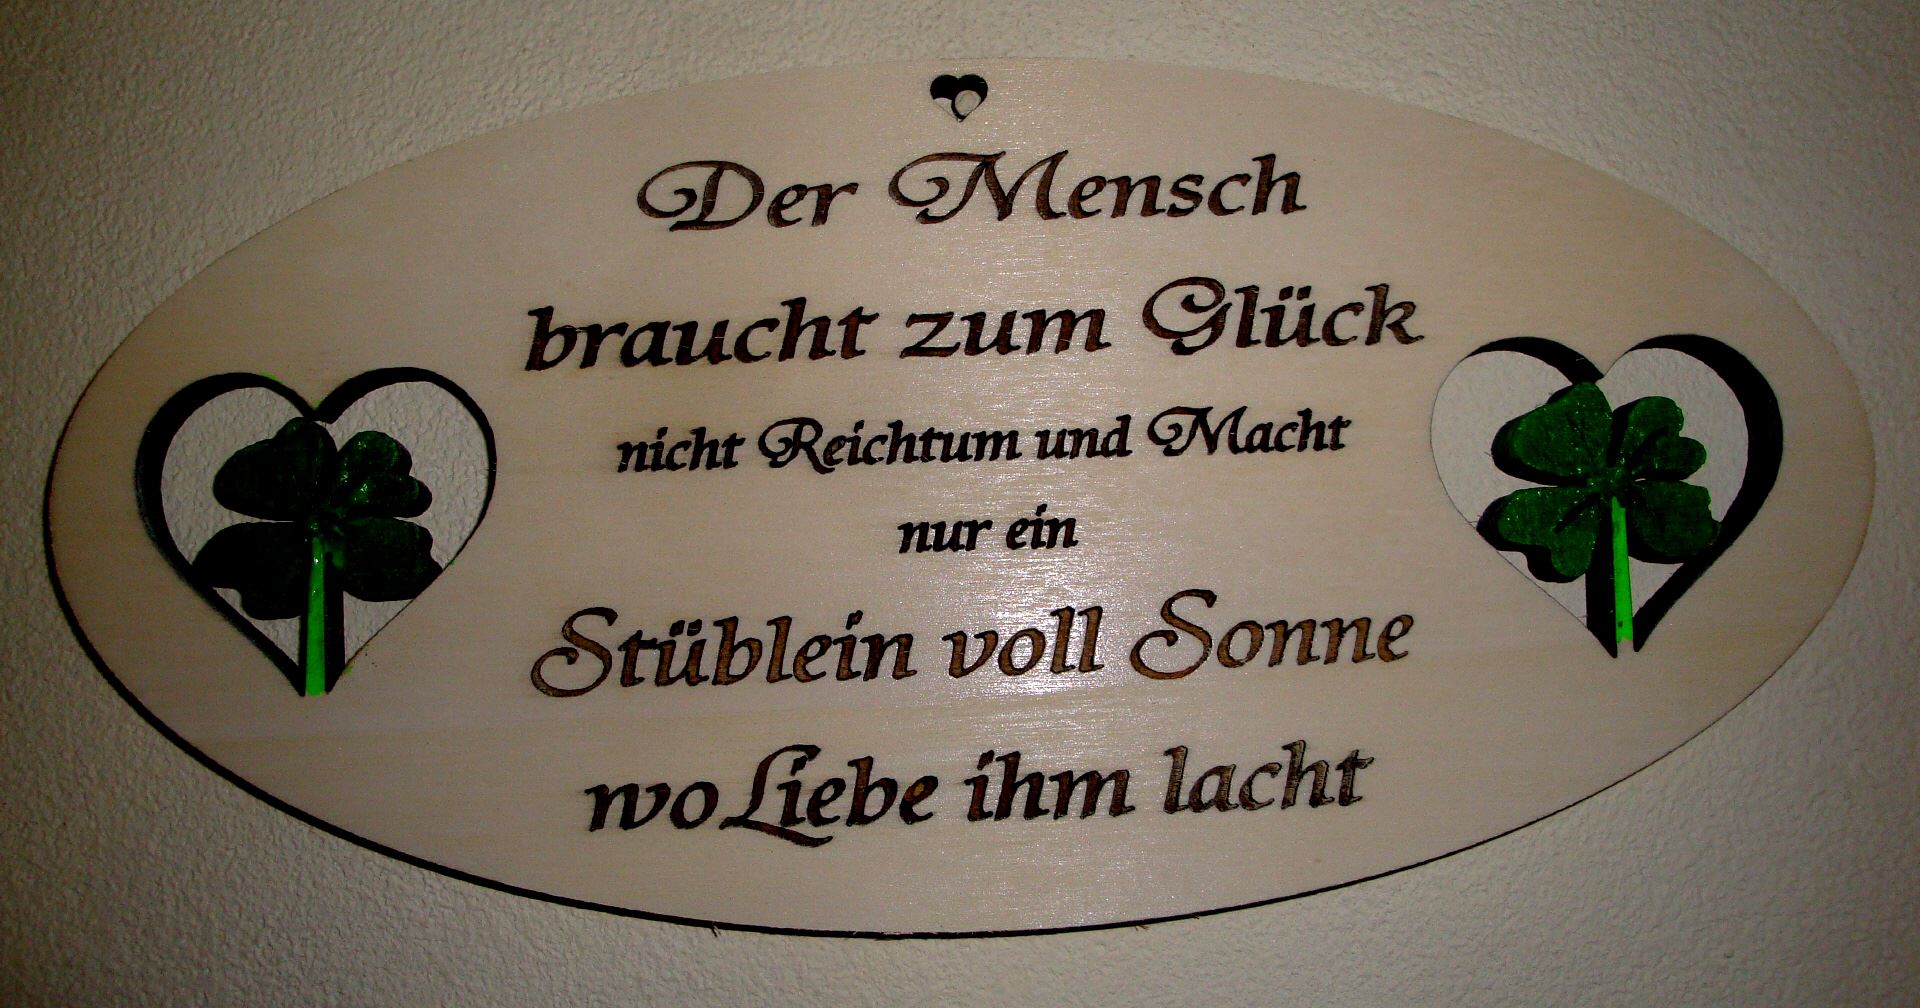 Der Mensch
braucht zum Glück
nicht Reichtum und Macht
nur ein
Stüblein voll Sonne
wo Liebe ihm lacht